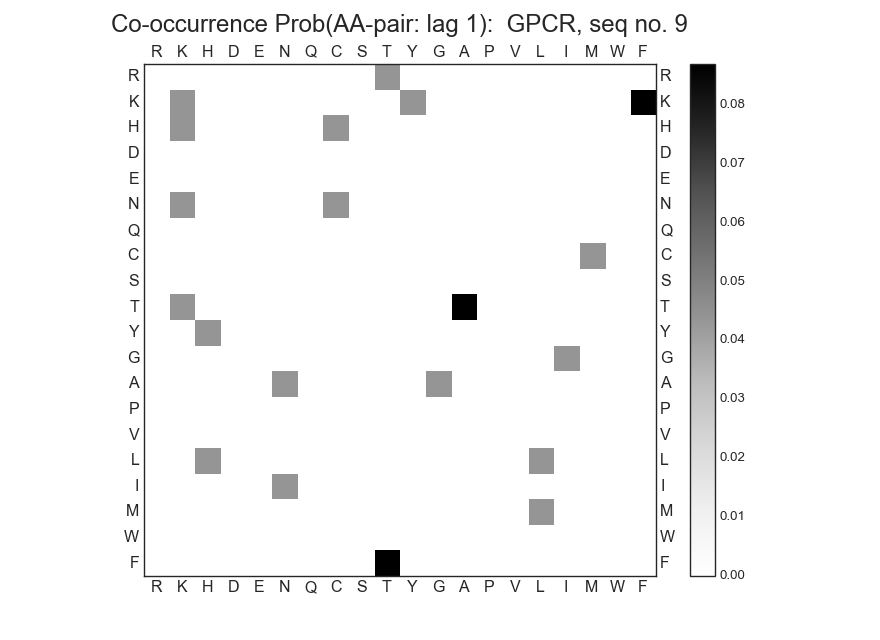 Co-occurrence Prob(AA-pair: lag 1):  GPCR, seq no. 9
R K H D E N Q C S T Y G A P V L I M W F
R R
K K
0.08
H H
D D
0.07
E E
N N
0.06
Q Q
C C
0.05
S S
T T
0.04
Y Y
G G
0.03
A A
P P
0.02
V V
L L
I I
0.01
M M
W W
F F
0.00
R K H D E N Q C S T Y G A P V L I M W F